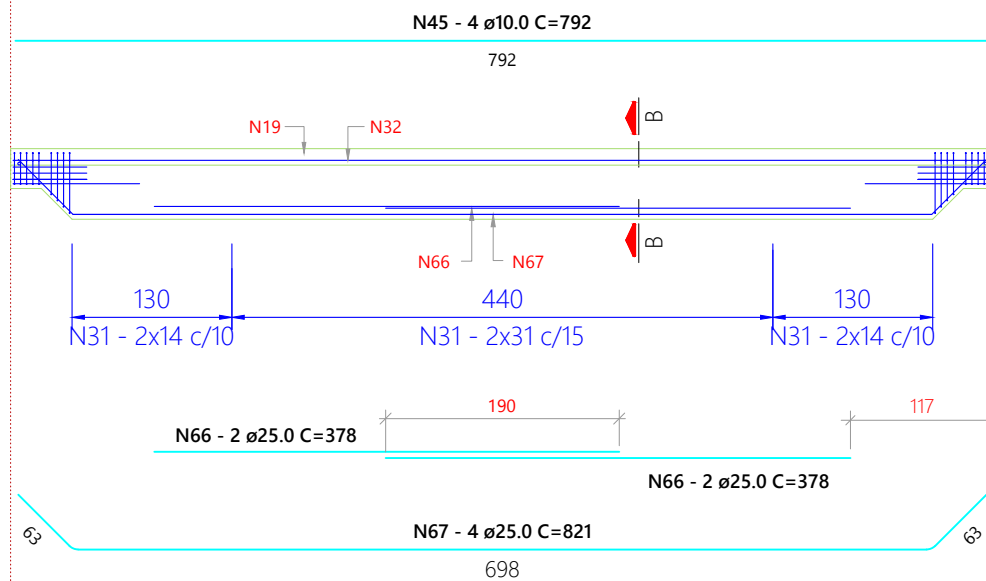 N45 - 4 ø10.0 C=792
792
B
N19
N32
N66
N67
B
130
440
130
N31 - 2x14 c/10
N31 - 2x31 c/15
N31 - 2x14 c/10
190
117
N66 - 2 ø25.0 C=378
N66 - 2 ø25.0 C=378
63
N67 - 4 ø25.0 C=821
63
698